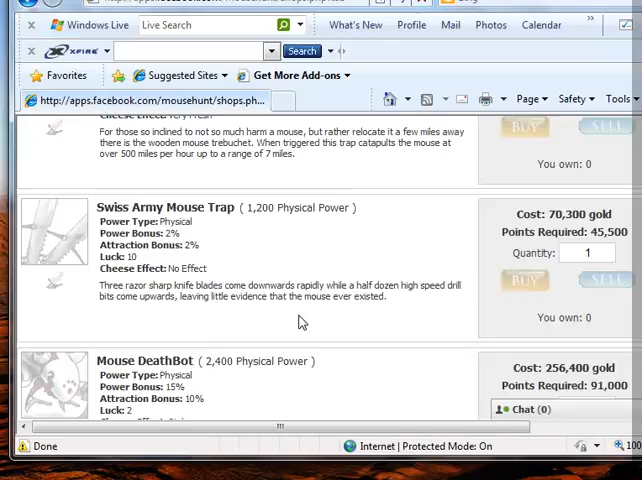 Windows Live Live Search What's New Profile Mail Photos Calendar »
x XFIRE Search
Favorites Suggested Sites Get More Add-ons
http://apps.facebook.com/mousehunt/shops.ph... Page Safety Tools
For those so inclined to not so much harm a mouse, but rather relocate it a few miles away
there is the wooden mouse trebuchet. When triggered this trap catapults the mouse at
over 500 miles per hour up to a range of 7 miles.
BUY SELL
You own: 0
Swiss Army Mouse Trap ( 1,200 Physical Power )
Power Type: Physical
Power Bonus: 2%
Attraction Bonus: 2%
Luck: 10
Cheese Effect: No Effect
Three razor sharp knife blades come downwards rapidly while a half dozen high speed drill
bits come upwards, leaving little evidence that the mouse ever existed.
Cost: 70,300 gold
Points Required: 45,500
Quantity: 1
BUY SELL
You own: 0
Mouse DeathBot ( 2,400 Physical Power )
Power Type: Physical
Power Bonus: 15%
Attraction Bonus: 10%
Luck: 2
Cost: 256,400 gold
Points Required: 91,000
Chat (0)
Done Internet | Protected Mode: On 100